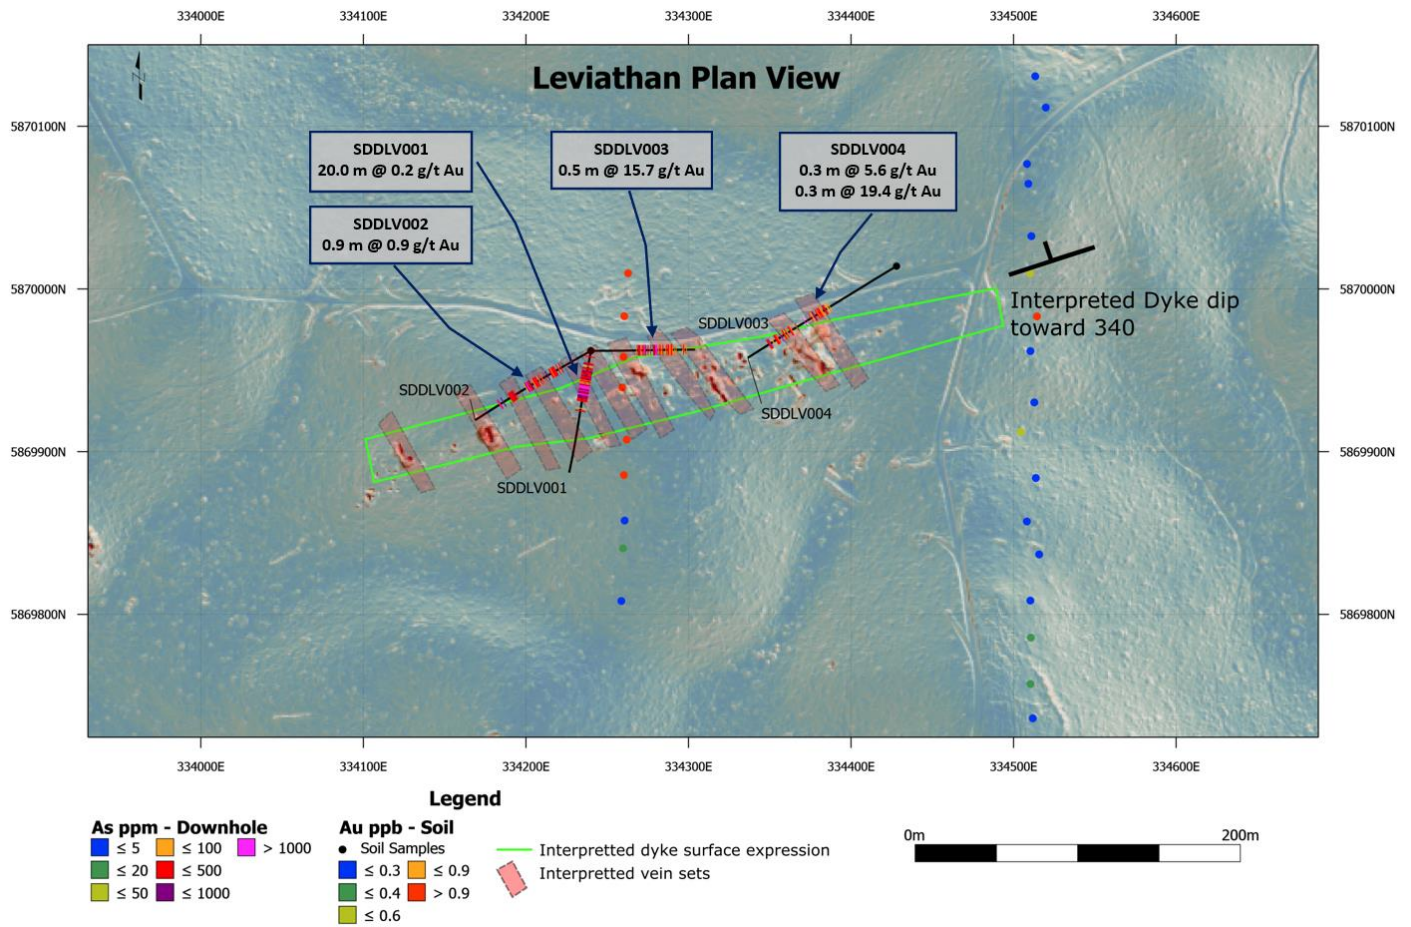 334000E 334100E 334200E 334300E 334400E 334500E 334600E
Leviathan Plan View
N
5870100N 5870100N
SDDLV001
20.0 m @ 0.2 g/t Au
SDDLV003
0.5 m @ 15.7 g/t Au
SDDLV004
0.3 m @ 5.6 g/t Au
0.3 m @ 19.4 g/t Au
SDDLV002
0.9 m @ 0.9 g/t Au
5870000N 5870000N
Interpreted Dyke dip
toward 340
SDDLV003
SDDLV002
SDDLV004
5869900N 5869900N
SDDLV001
5869800N 5869800N
334000E 334100E 334200E 334300E 334400E 334500E 334600E
Legend
As ppm - Downhole
≤ 5 ≤ 100 > 1000
≤ 20 ≤ 500
≤ 50 ≤ 1000
Au ppb - Soil
Soil Samples
≤ 0.3 ≤ 0.9
≤ 0.4 > 0.9
≤ 0.6
Interpretted dyke surface expression
Interpretted vein sets
0m 200m